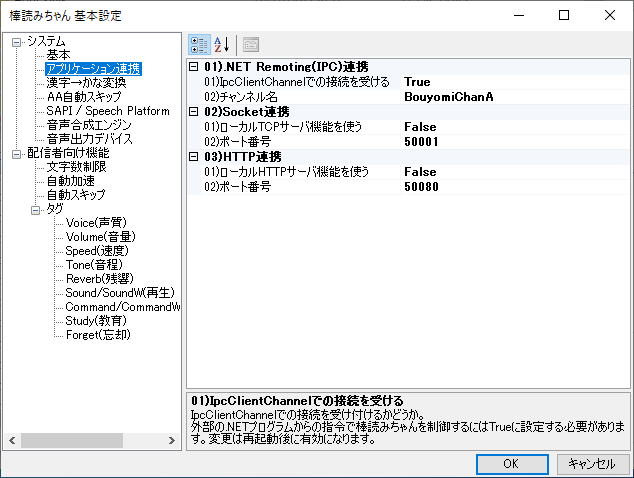 棒読みちゃん 基本設定
システム
基本
アプリケーション連携
漢字→かな変換
AA自動スキップ
SAPI / Speech Platform
音声合成エンジン
音声出力デバイス
配信者向け機能
文字数制限
自動加速
自動スキップ
タグ
Voice(声質)
Volume(音量)
Speed(速度)
Tone(音程)
Reverb(残響)
Sound/SoundW(再生)
Command/CommandW
Study(教育)
Forget(忘却)
01).NET Remoting(IPC)連携
01)IpcClientChannelでの接続を受ける True
02)チャンネル名 BouyomiChanA
02)Socket連携
01)ローカルTCPサーバ機能を使う False
02)ポート番号 50001
03)HTTP連携
01)ローカルHTTPサーバ機能を使う False
02)ポート番号 50080
01)IpcClientChannelでの接続を受ける
IpcClientChannelでの接続を受け付けるかどうか。
外部の.NETプログラムからの指令で棒読みちゃんを制御するにはTrueに設定する必要がありま
す。変更は再起動後に有効になります。
OK
キャンセル